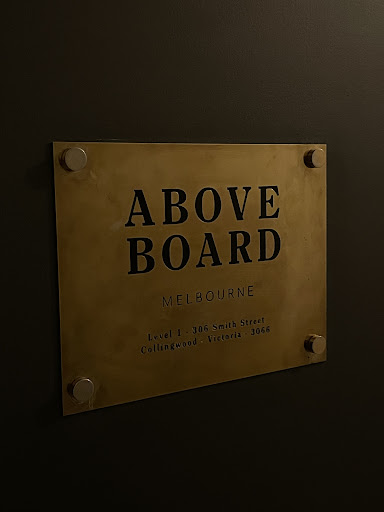 ABOVE
BOARD
MELBOURNE
Level 1 - 306 Smith Street
Collingwood - Victoria - 3066